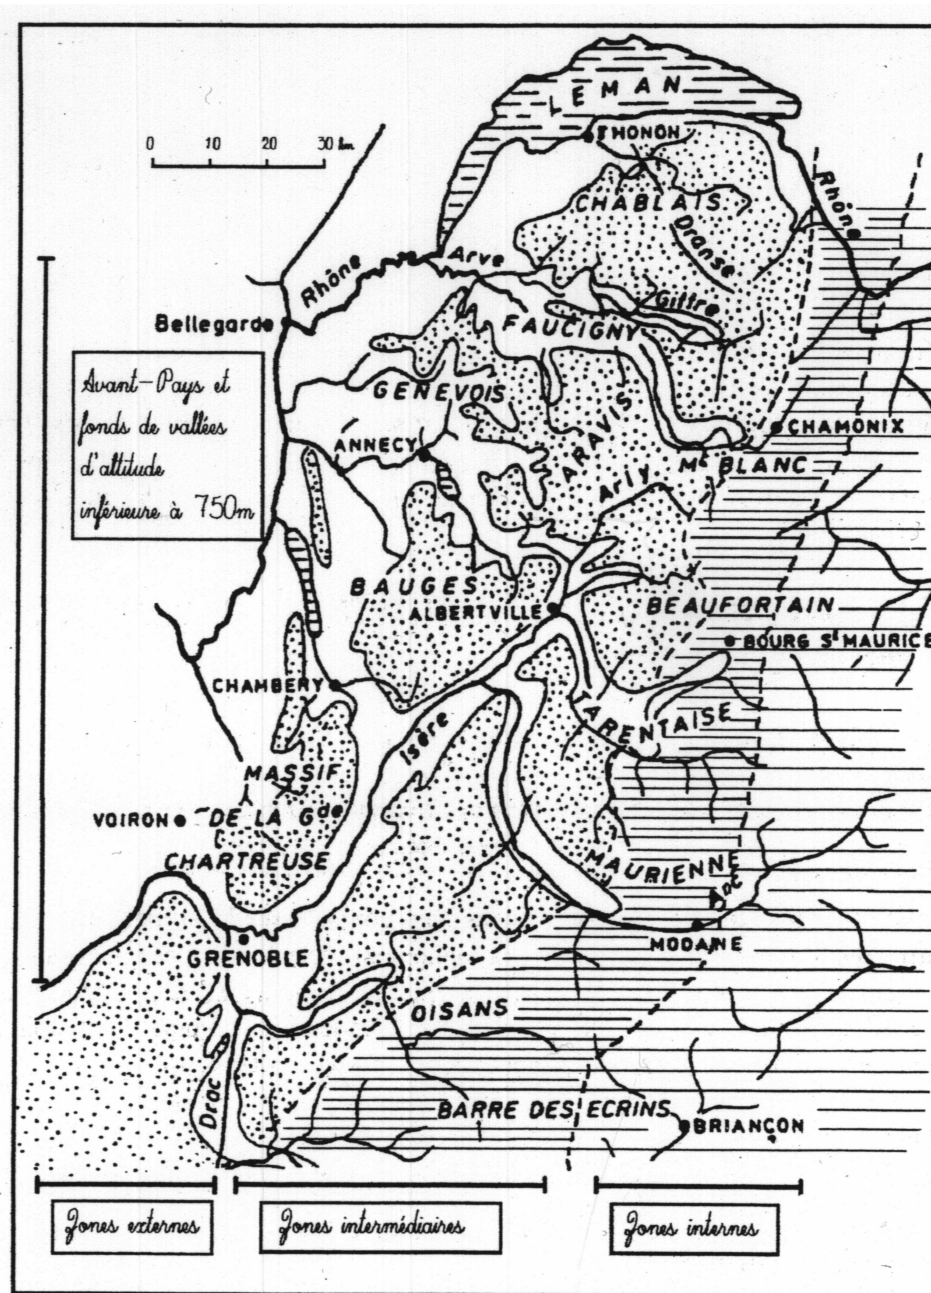 LEMAN
THONON
0 10 20 30 km
CHABLAIS
Rhône
Dranse
Rhône
Arve
Giffre
Bellegarde
FAUCIGNY
Avant-Pays et
fonds de vallées
d'altitude
inférieure à 750m
GENEVOIS
ARAVIS
ANNECY
CHAMONIX
Mt BLANC
Arly
BAUGES
ALBERTVILLE
BEAUFORTAIN
BOURG St MAURICE
CHAMBERY
TARENTAISE
Isère
MASSIF
DE LA Gde
CHARTREUSE
VOIRON
MAURIENNE
Arc
MODANE
GRENOBLE
OISANS
Drac
BARRE DES ECRINS
BRIANÇON
Zones externes
Zones intermédiaires
Zones internes